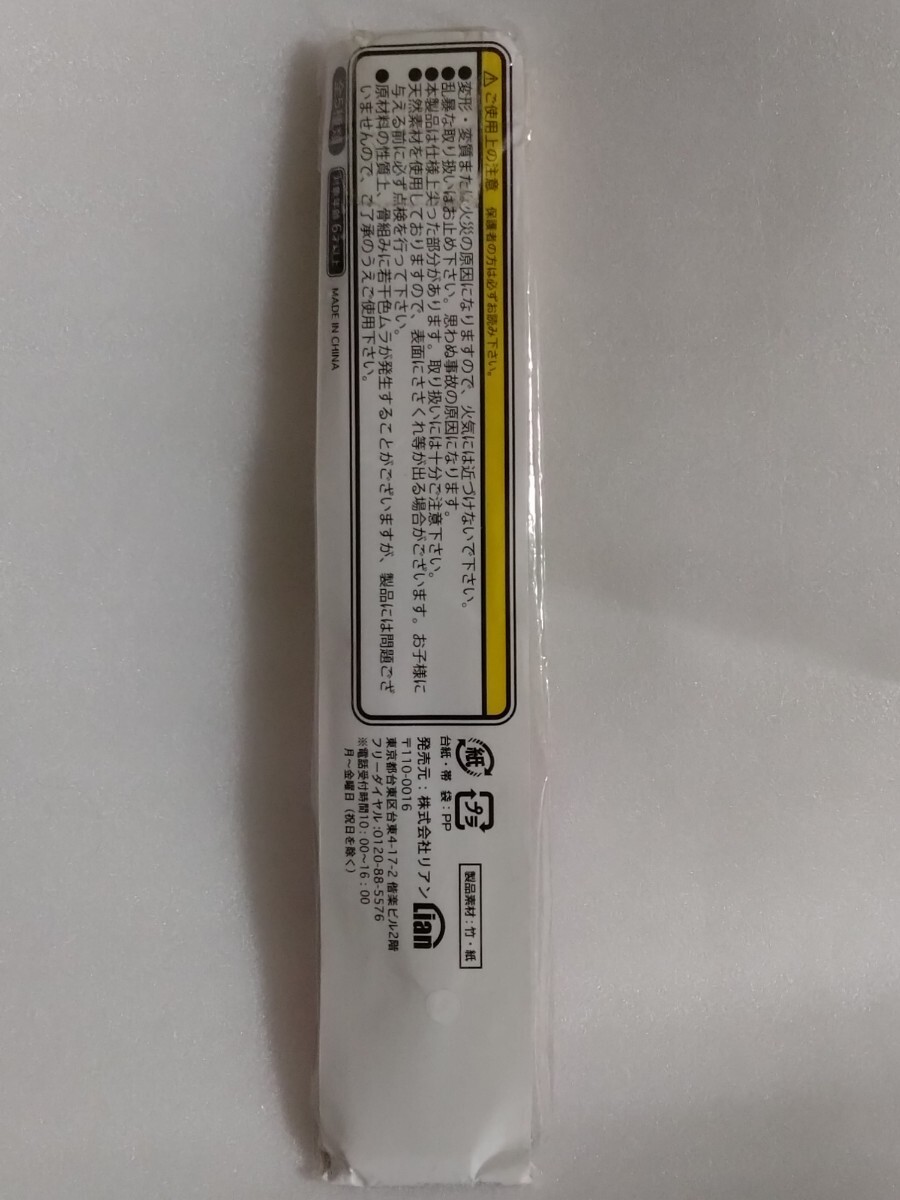 ⚠ ご使用上の注意 保護者の方は必ずお読み下さい。
●変形・変質また火災の原因になりますので、火気には近づけないで下さい。
●乱暴な取り扱いはお止め下さい。思わぬ事故の原因になります。
●本製品は仕様上尖った部分があります。取り扱いには十分ご注意下さい。
●天然素材を使用しておりますので、表面にささくれ等が出る場合がございます。お子様に
与える前に必ず点検を行って下さい。
●原材料の性質上、骨組みに若干色ムラが発生することがございますが、製品には問題ござ
いませんので、ご了承のうえご使用下さい。
対象年齢 6才以上
MADE IN CHINA
紙
プラ
製品素材:竹・紙
台紙・帯 袋:PP
発売元:株式会社リアン Lian
〒110-0016
東京都台東区台東4-17-2 偕楽ビル2階
フリーダイヤル:0120-88-5576
※電話受付時間10:00〜16:00
月〜金曜日(祝日を除く)